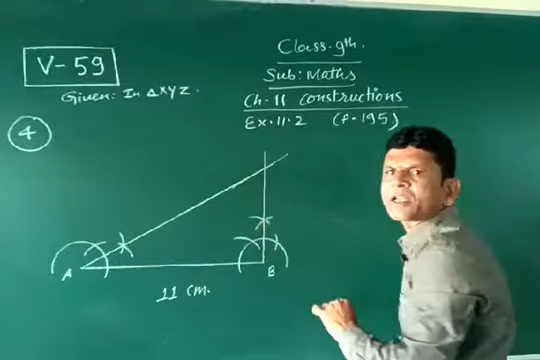 V-59
Class-9th.
Sub: Maths
Ch-11 constructions
Ex.11.2 (P.195)
Given: In ΔXYZ.
4
A
B
11 cm.